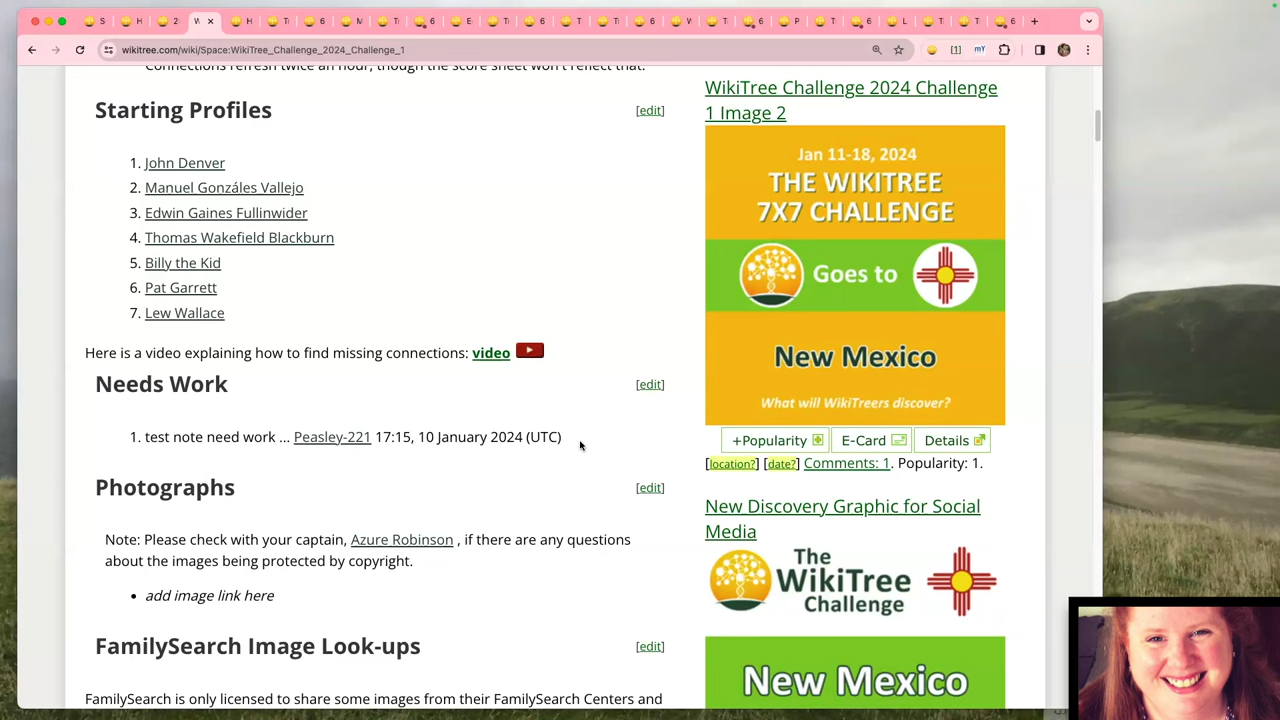 wikitree.com/wiki/Space:WikiTree_Challenge_2024_Challenge_1
[1]
mY
Connections refresh twice an hour, though the score sheet won't reflect that.
Starting Profiles
[edit]
1. John Denver
2. Manuel Gonzáles Vallejo
3. Edwin Gaines Fullinwider
4. Thomas Wakefield Blackburn
5. Billy the Kid
6. Pat Garrett
7. Lew Wallace
Here is a video explaining how to find missing connections: video
Needs Work
[edit]
1. test note need work ... Peasley-221 17:15, 10 January 2024 (UTC)
Photographs
[edit]
Note: Please check with your captain, Azure Robinson , if there are any questions
about the images being protected by copyright.
• add image link here
FamilySearch Image Look-ups
[edit]
FamilySearch is only licensed to share some images from their FamilySearch Centers and
WikiTree Challenge 2024 Challenge
1 Image 2
Jan 11-18, 2024
THE WIKITREE
7X7 CHALLENGE
Goes to
New Mexico
What will WikiTreers discover?
+Popularity
E-Card
Details
[location?] [date?] Comments: 1. Popularity: 1.
New Discovery Graphic for Social
Media
The
WikiTree
Challenge
New Mexico